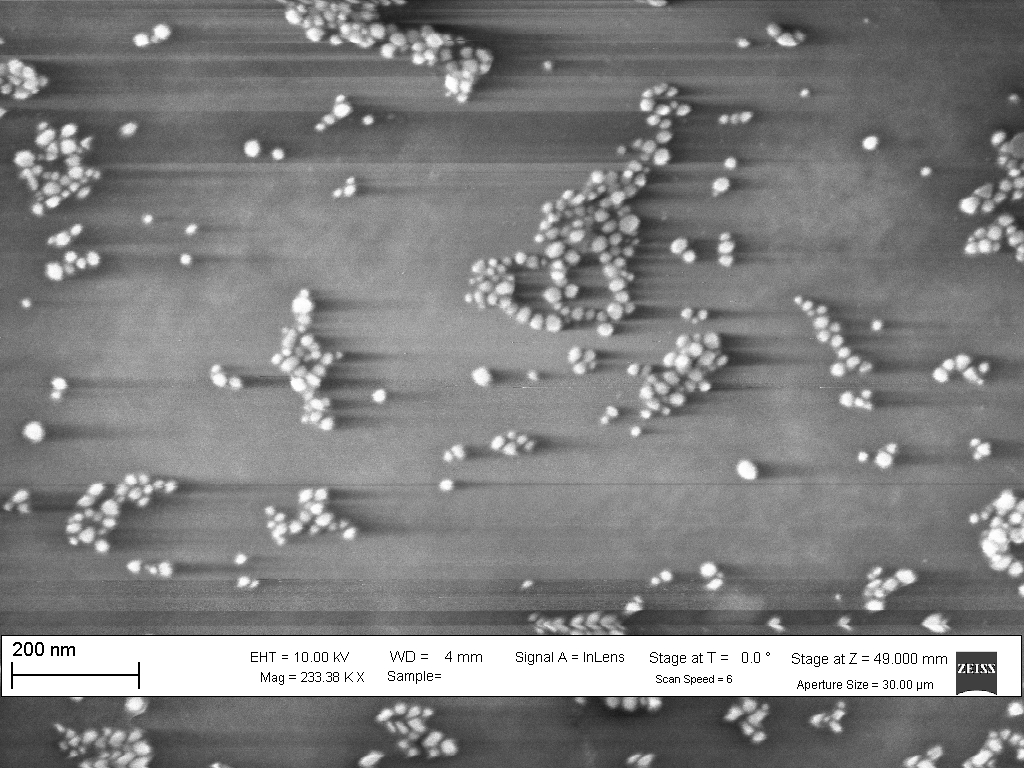 200 nm
EHT = 10.00 KV WD = 4 mm Signal A = InLens Stage at T = 0.0 ° Stage at Z = 49.000 mm
Mag = 233.38 K X Sample= Scan Speed = 6 Aperture Size = 30.00 µm
ZEISS